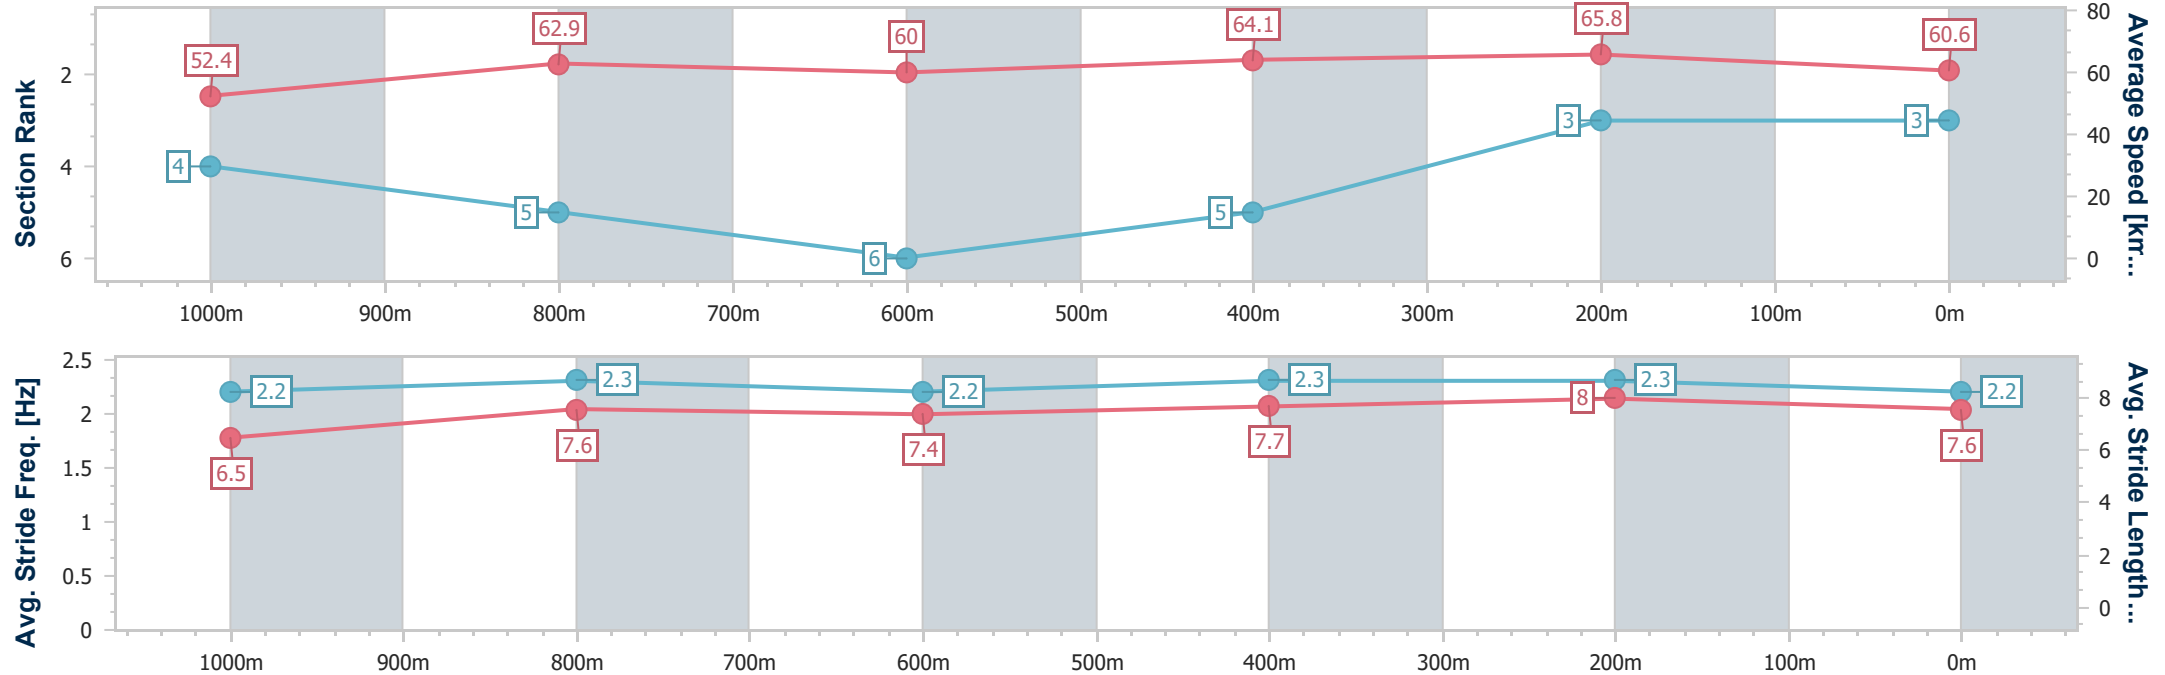 Section Rank
2
4
6
52.4
62.9
60
64.1
65.8
60.6
4
5
6
5
3
3
80
60
40
20
0
Average Speed [km...
1000m
900m
800m
700m
600m
500m
400m
300m
200m
100m
0m
Avg. Stride Freq. [Hz]
2.5
2
1.5
1
0.5
0
2.2
2.3
2.2
2.3
2.3
2.2
6.5
7.6
7.4
7.7
8
7.6
8
6
4
2
0
Avg. Stride Length...
1000m
900m
800m
700m
600m
500m
400m
300m
200m
100m
0m